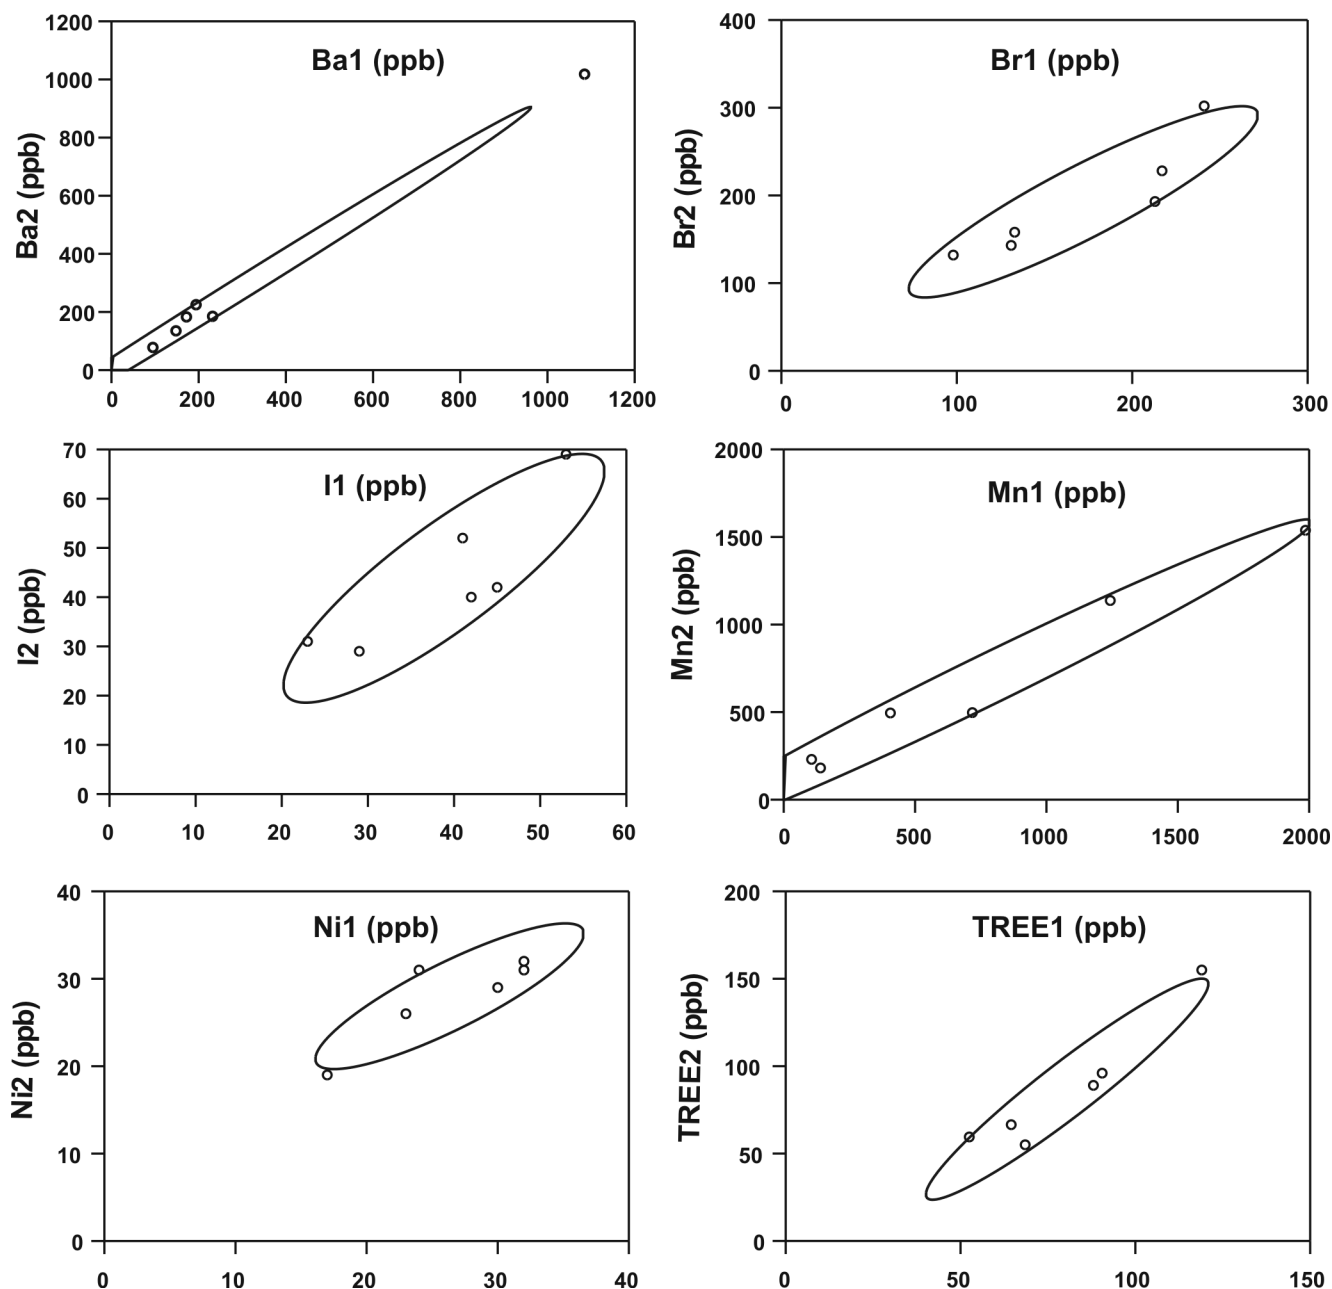 Ba1 (ppb)
Ba2 (ppb)
1200
1000
800
600
400
200
0
0 200 400 600 800 1000 1200
Br1 (ppb)
Br2 (ppb)
400
300
200
100
0
0 100 200 300
I1 (ppb)
I2 (ppb)
70
60
50
40
30
20
10
0
0 10 20 30 40 50 60
Mn1 (ppb)
Mn2 (ppb)
2000
1500
1000
500
0
0 500 1000 1500 2000
Ni1 (ppb)
Ni2 (ppb)
40
30
20
10
0
0 10 20 30 40
TREE1 (ppb)
TREE2 (ppb)
200
150
100
50
0
0 50 100 150